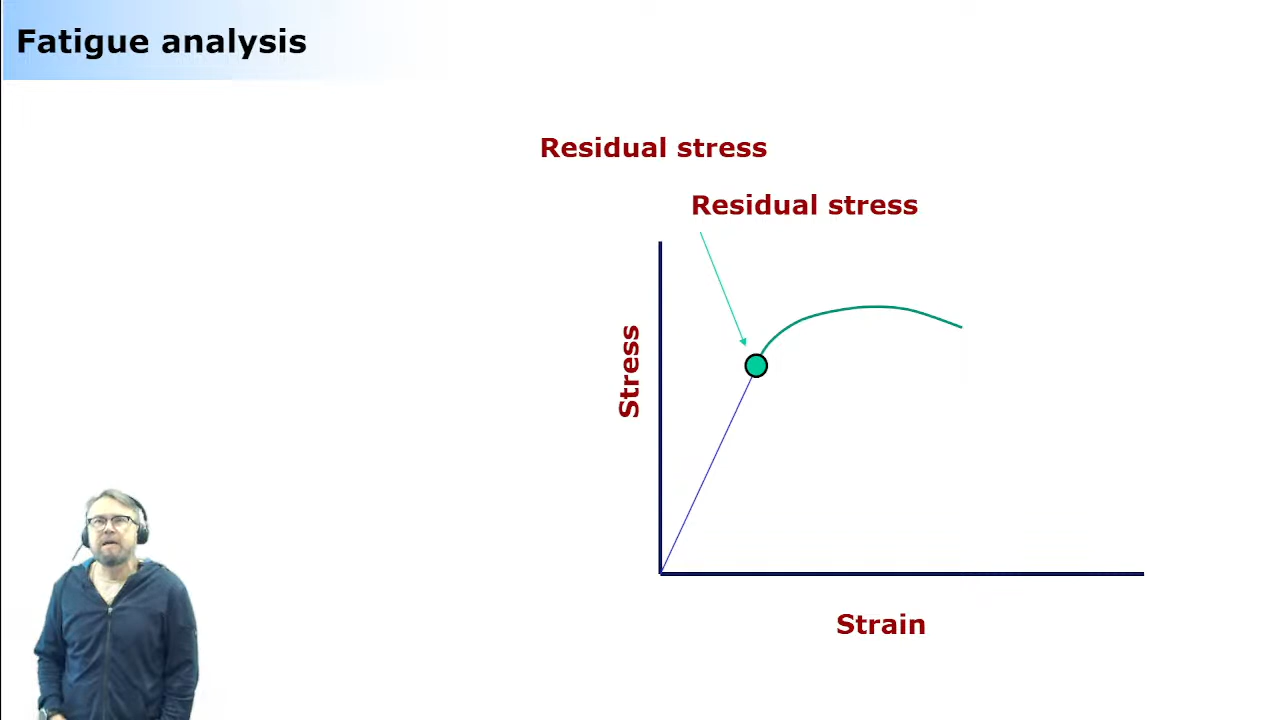 Fatigue analysis
Residual stress
Residual stress
Stress
Strain